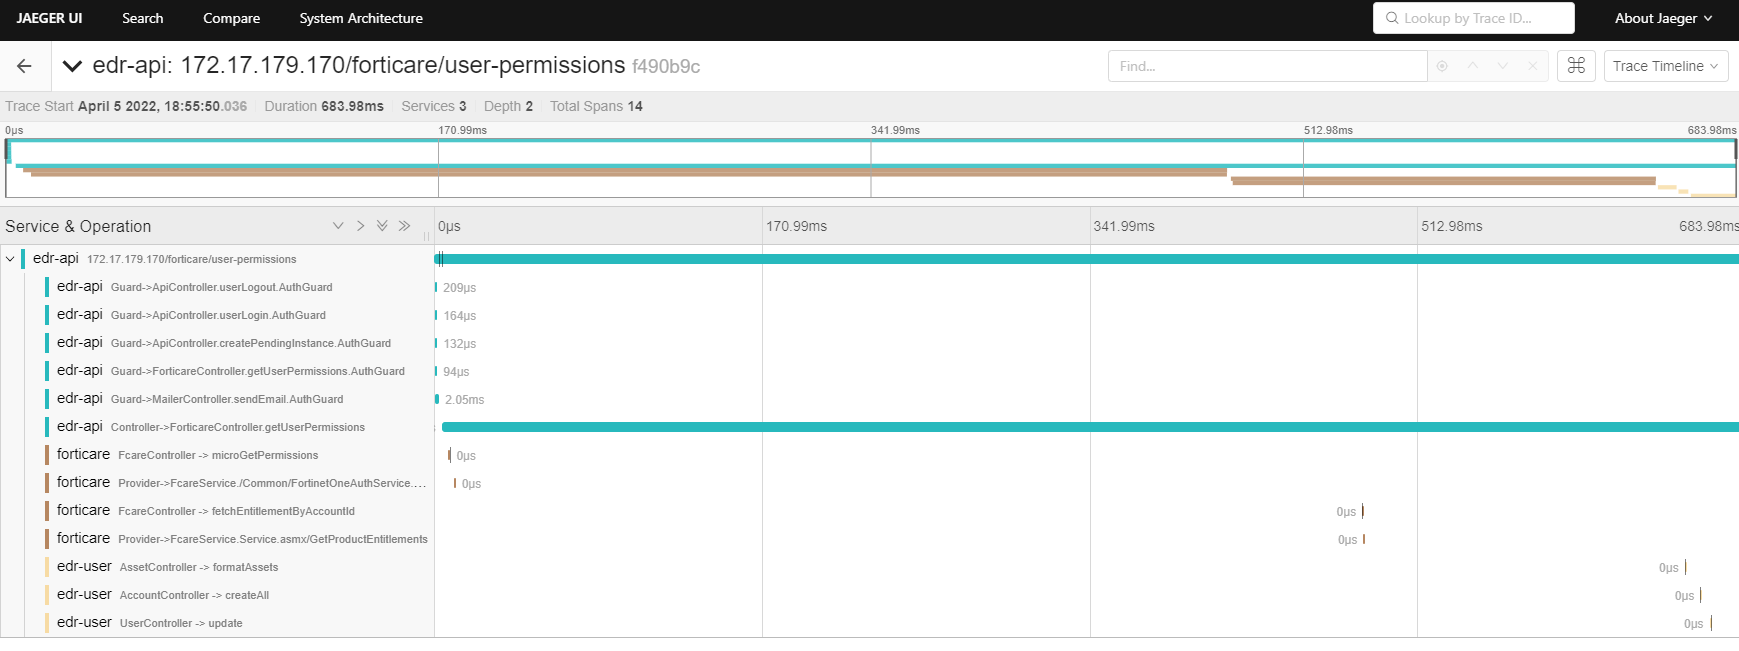 JAEGER UI Search Compare System Architecture Lookup by Trace ID... About Jaeger
edr-api: 172.17.179.170/forticare/user-permissions f490b9c Find... Trace Timeline
Trace Start April 5 2022, 18:55:50.036 Duration 683.98ms Services 3 Depth 2 Total Spans 14
0μs 170.99ms 341.99ms 512.98ms 683.98ms
Service & Operation 0μs 170.99ms 341.99ms 512.98ms 683.98ms
edr-api 172.17.179.170/forticare/user-permissions
edr-api Guard->ApiController.userLogout.AuthGuard 209μs
edr-api Guard->ApiController.userLogin.AuthGuard 164μs
edr-api Guard->ApiController.createPendingInstance.AuthGuard 132μs
edr-api Guard->ForticareController.getUserPermissions.AuthGuard 94μs
edr-api Guard->MailerController.sendEmail.AuthGuard 2.05ms
edr-api Controller->ForticareController.getUserPermissions
forticare FcareController -> microGetPermissions 0μs
forticare Provider->FcareService./Common/FortinetOneAuthService.... 0μs
forticare FcareController -> fetchEntitlementByAccountId 0μs
forticare Provider->FcareService.Service.asmx/GetProductEntitlements 0μs
edr-user AssetController -> formatAssets 0μs
edr-user AccountController -> createAll 0μs
edr-user UserController -> update 0μs